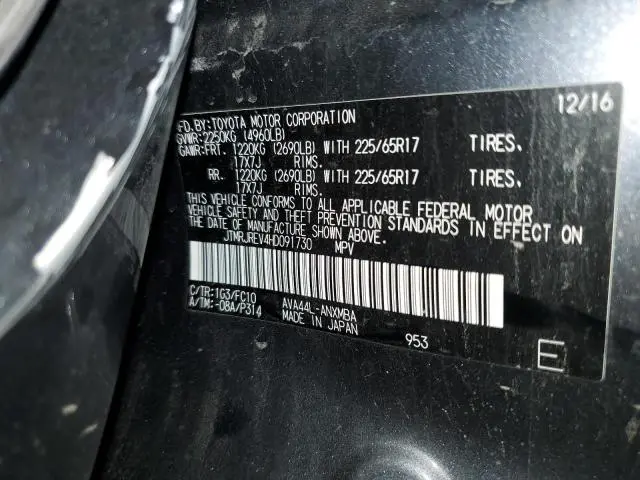 12/16
MFD. BY: TOYOTA MOTOR CORPORATION
GVWR: 2250KG (4960LB)
GAWR: FRT. 1220KG (2690LB) WITH 225/65R17 TIRES,
17X7J RIMS.
RR. 1220KG (2690LB) WITH 225/65R17 TIRES,
17X7J RIMS.
THIS VEHICLE CONFORMS TO ALL APPLICABLE FEDERAL MOTOR
VEHICLE SAFETY AND THEFT PREVENTION STANDARDS IN EFFECT ON
THE DATE OF MANUFACTURE SHOWN ABOVE.
JTMRJREV4HD091730 MPV
C/TR: 1G3/FC10 AVA44L-ANXMBA
A/TM: -08A/P314 MADE IN JAPAN
953
E